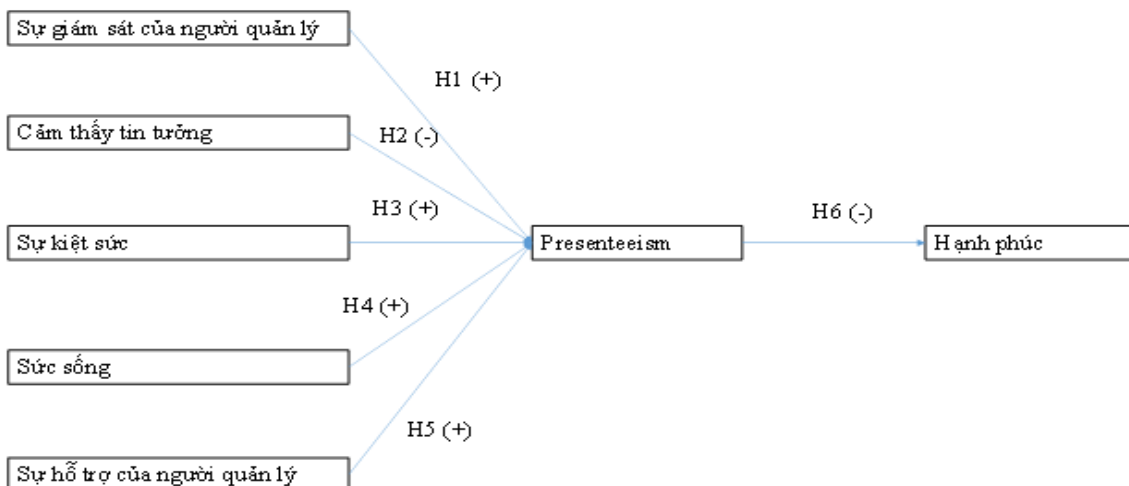 Sự giám sát của người quản lý
H1 (+)
Cảm thấy tin tưởng
H2 (-)
H3 (+)
H6 (-)
Sự kiệt sức
Presenteeism
Hạnh phúc
H4 (+)
Sức sống
H5 (+)
Sự hỗ trợ của người quản lý